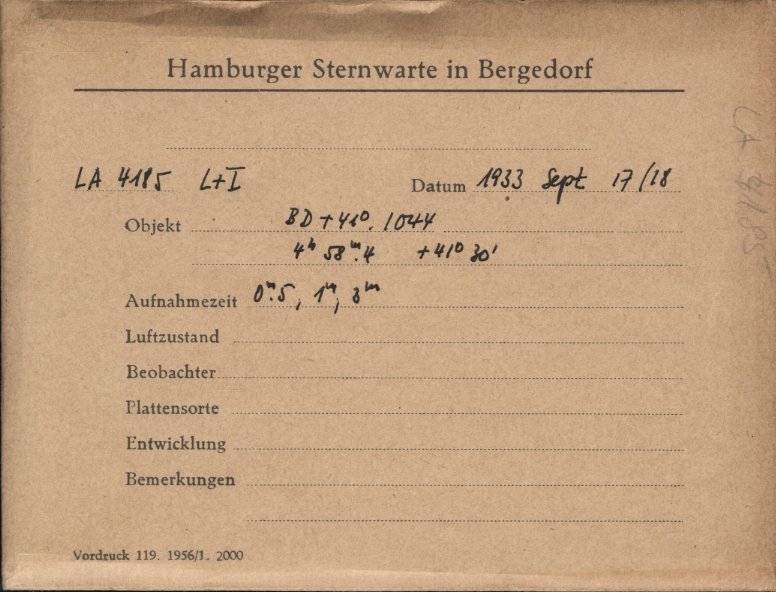 Hamburger Sternwarte in Bergedorf
LA 4185 L+I Datum 1933 Sept 17/18
Objekt BD +41°. 1044
4ʰ 58ᵐ.4 +41° 30'
Aufnahmezeit 0ᵐ.5, 1ᵐ, 3ᵐ
Luftzustand
Beobachter
Plattensorte
Entwicklung
Bemerkungen
Vordruck 119. 1956/1. 2000
LA 4185